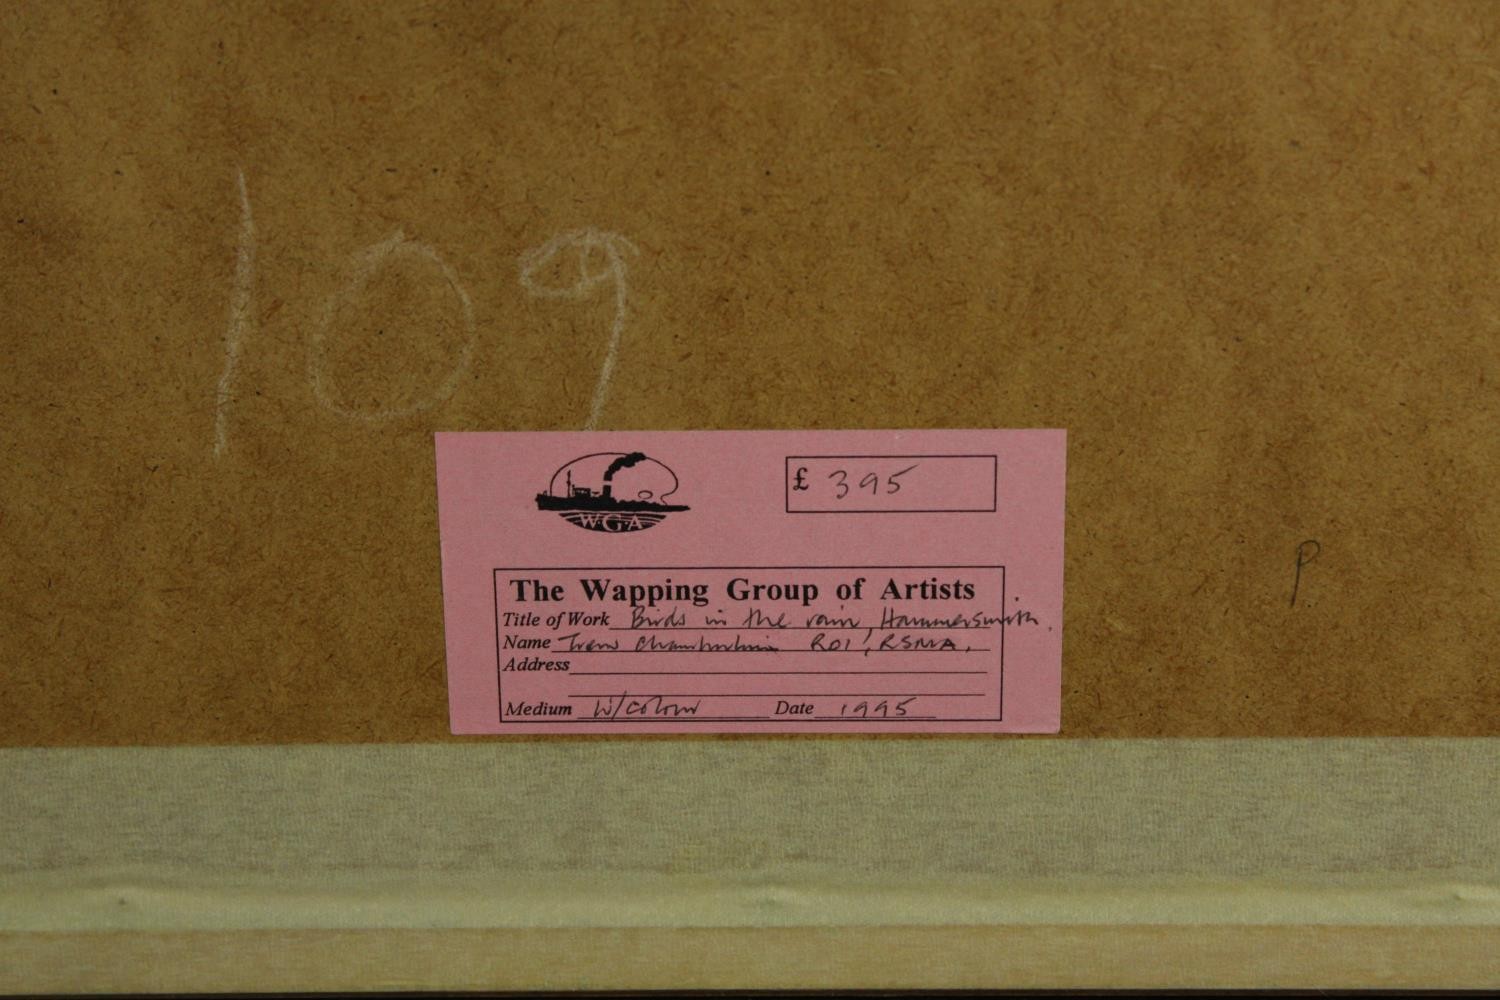 109
W·G·A
£ 395
P
The Wapping Group of Artists
Title of Work Birds in the rain, Hammersmith.
Name Trevor Chamberlain ROI, RSMA.
Address
Medium W/colour Date 1995